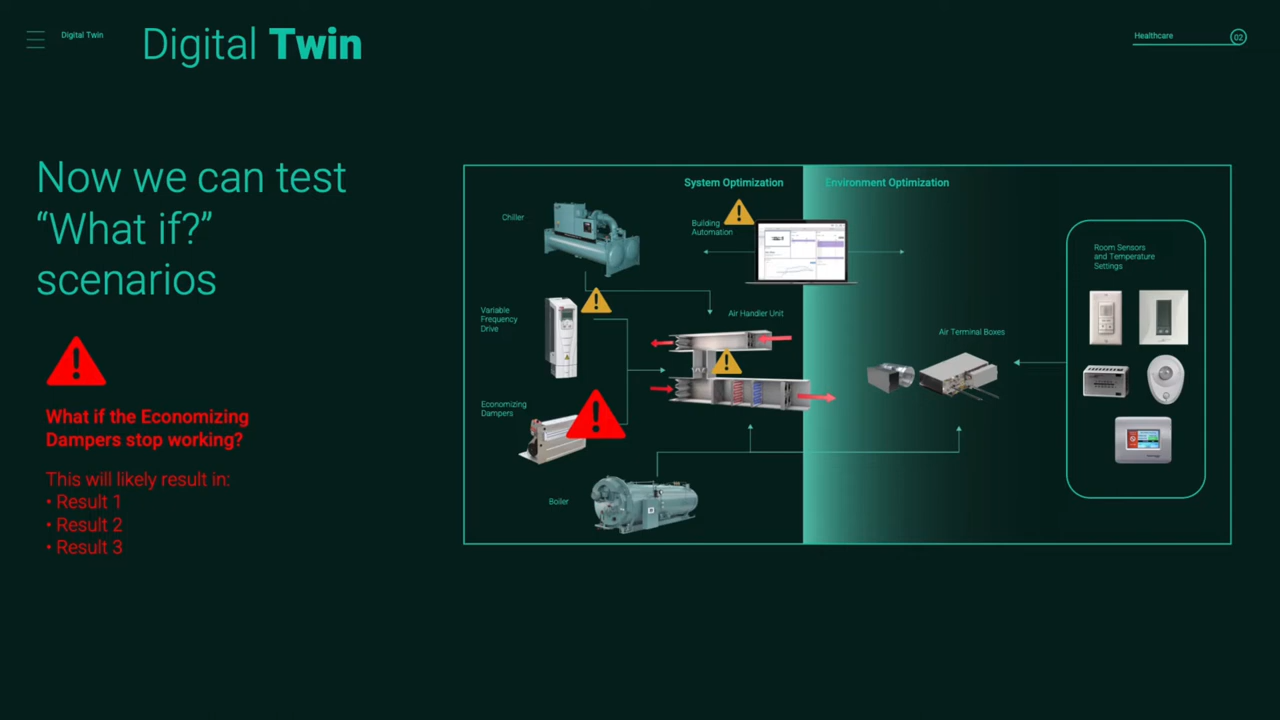 Digital Twin
Digital Twin
Healthcare
02
Now we can test
“What if?”
scenarios
What if the Economizing
Dampers stop working?
This will likely result in:
• Result 1
• Result 2
• Result 3
System Optimization
Environment Optimization
Chiller
Building
Automation
Variable
Frequency
Drive
Air Handler Unit
Economizing
Dampers
Boiler
Air Terminal Boxes
Room Sensors
and Temperature
Settings